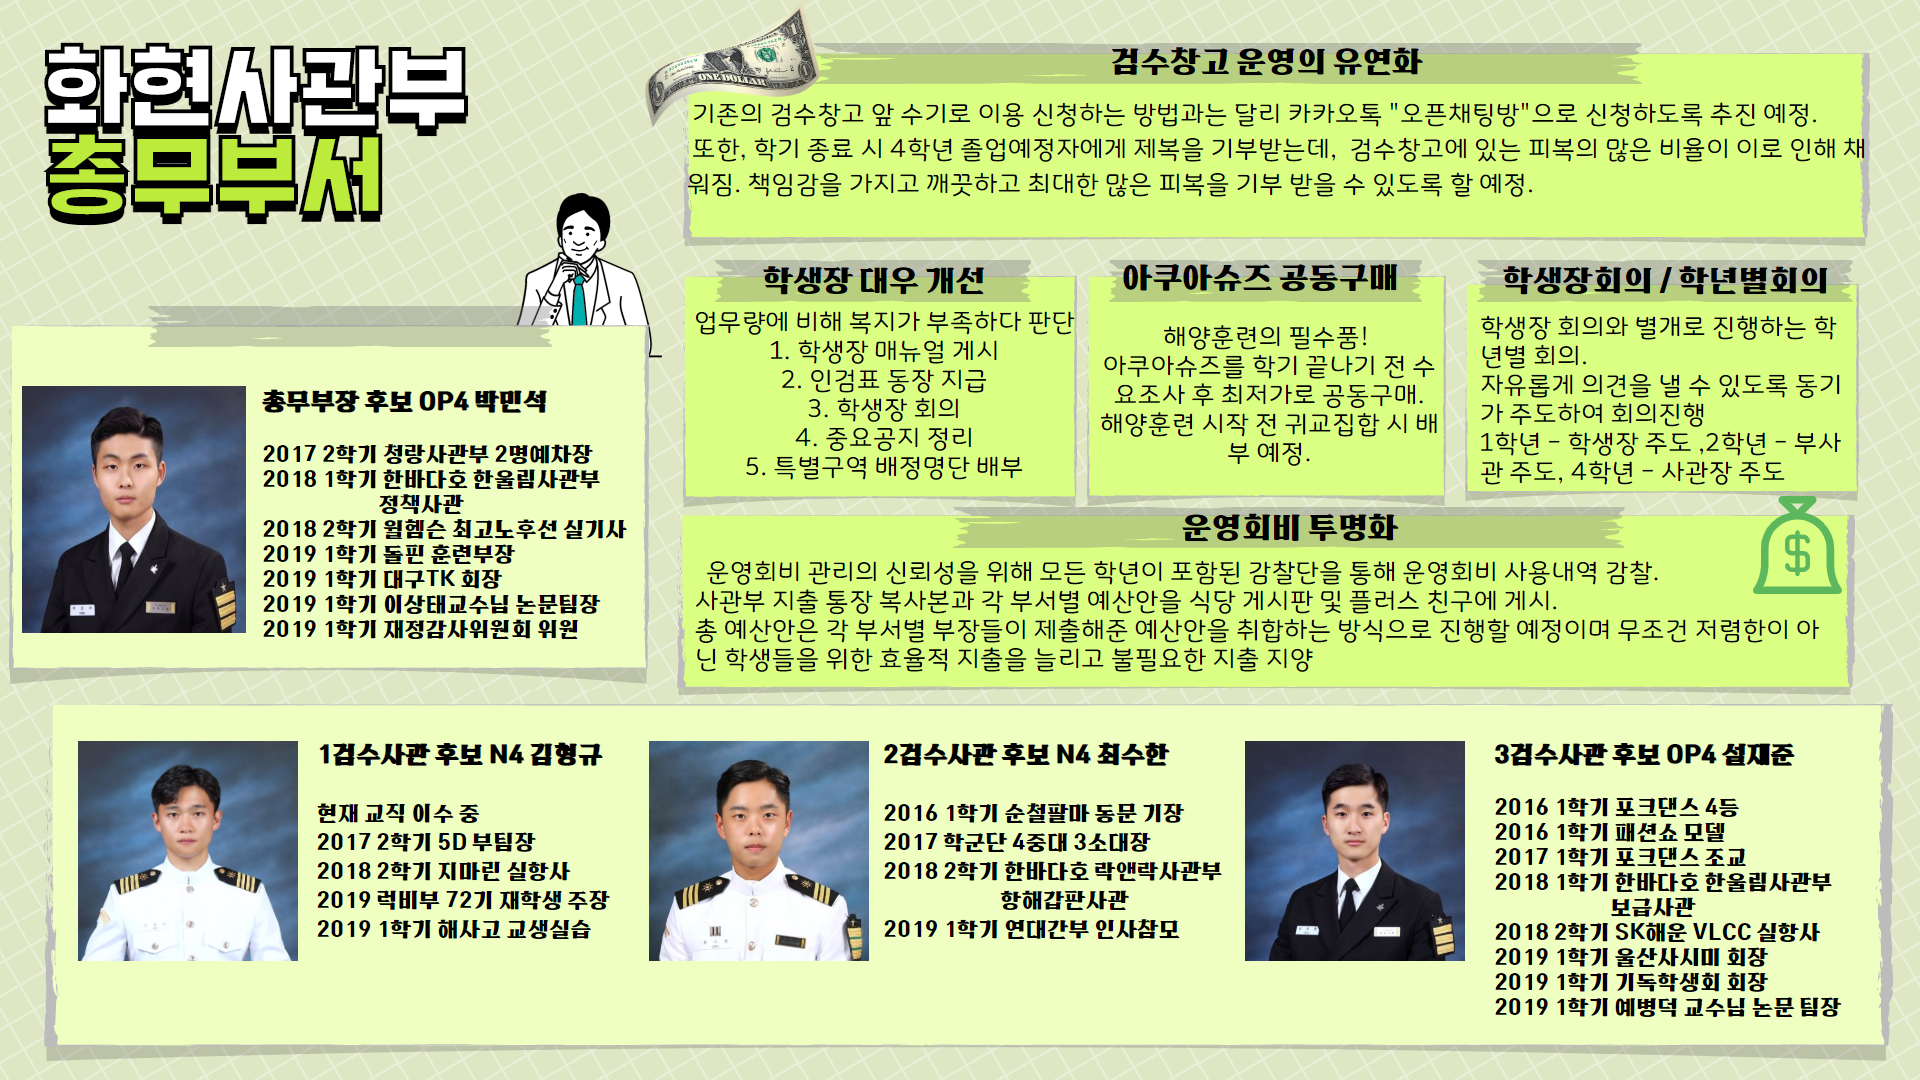 화현사관부
총무부서
검수창고 운영의 유연화
기존의 검수창고 앞 수기로 이용 신청하는 방법과는 달리 카카오톡 "오픈채팅방"으로 신청하도록 추진 예정.
또한, 학기 종료 시 4학년 졸업예정자에게 제복을 기부받는데, 검수창고에 있는 피복의 많은 비율이 이로 인해 채
워짐. 책임감을 가지고 깨끗하고 최대한 많은 피복을 기부 받을 수 있도록 할 예정.
학생장 대우 개선
업무량에 비해 복지가 부족하다 판단
1. 학생장 매뉴얼 게시
2. 인검표 동장 지급
3. 학생장 회의
4. 중요공지 정리
5. 특별구역 배정명단 배부
아쿠아슈즈 공동구매
해양훈련의 필수품!
아쿠아슈즈를 학기 끝나기 전 수
요조사 후 최저가로 공동구매.
해양훈련 시작 전 귀교집합 시 배
부 예정.
학생장회의 / 학년별회의
학생장 회의와 별개로 진행하는 학
년별 회의.
자유롭게 의견을 낼 수 있도록 동기
가 주도하여 회의진행
1학년 - 학생장 주도 ,2학년 - 부사
관 주도, 4학년 - 사관장 주도
운영회비 투명화
운영회비 관리의 신뢰성을 위해 모든 학년이 포함된 감찰단을 통해 운영회비 사용내역 감찰.
사관부 지출 통장 복사본과 각 부서별 예산안을 식당 게시판 및 플러스 친구에 게시.
총 예산안은 각 부서별 부장들이 제출해준 예산안을 취합하는 방식으로 진행할 예정이며 무조건 저렴한이 아
닌 학생들을 위한 효율적 지출을 늘리고 불필요한 지출 지양
총무부장 후보 OP4 박민석
2017 2학기 청람사관부 2명예차장
2018 1학기 한바다호 한울림사관부
정책사관
2018 2학기 윌헴슨 최고노후선 실기사
2019 1학기 돌핀 훈련부장
2019 1학기 대구TK 회장
2019 1학기 이상태교수님 논문팀장
2019 1학기 재정감사위원회 위원
1검수사관 후보 N4 김형규
현재 교직 이수 중
2017 2학기 5D 부팀장
2018 2학기 지마린 실항사
2019 럭비부 72기 재학생 주장
2019 1학기 해사고 교생실습
2검수사관 후보 N4 최수한
2016 1학기 순철팔마 동문 기장
2017 학군단 4중대 3소대장
2018 2학기 한바다호 락앤락사관부
항해갑판사관
2019 1학기 연대간부 인사참모
3검수사관 후보 OP4 설재준
2016 1학기 포크댄스 4등
2016 1학기 패션쇼 모델
2017 1학기 포크댄스 조교
2018 1학기 한바다호 한울림사관부
보급사관
2018 2학기 SK해운 VLCC 실항사
2019 1학기 울산사시미 회장
2019 1학기 기독학생회 회장
2019 1학기 예병덕 교수님 논문 팀장
ONE DOLLAR
$